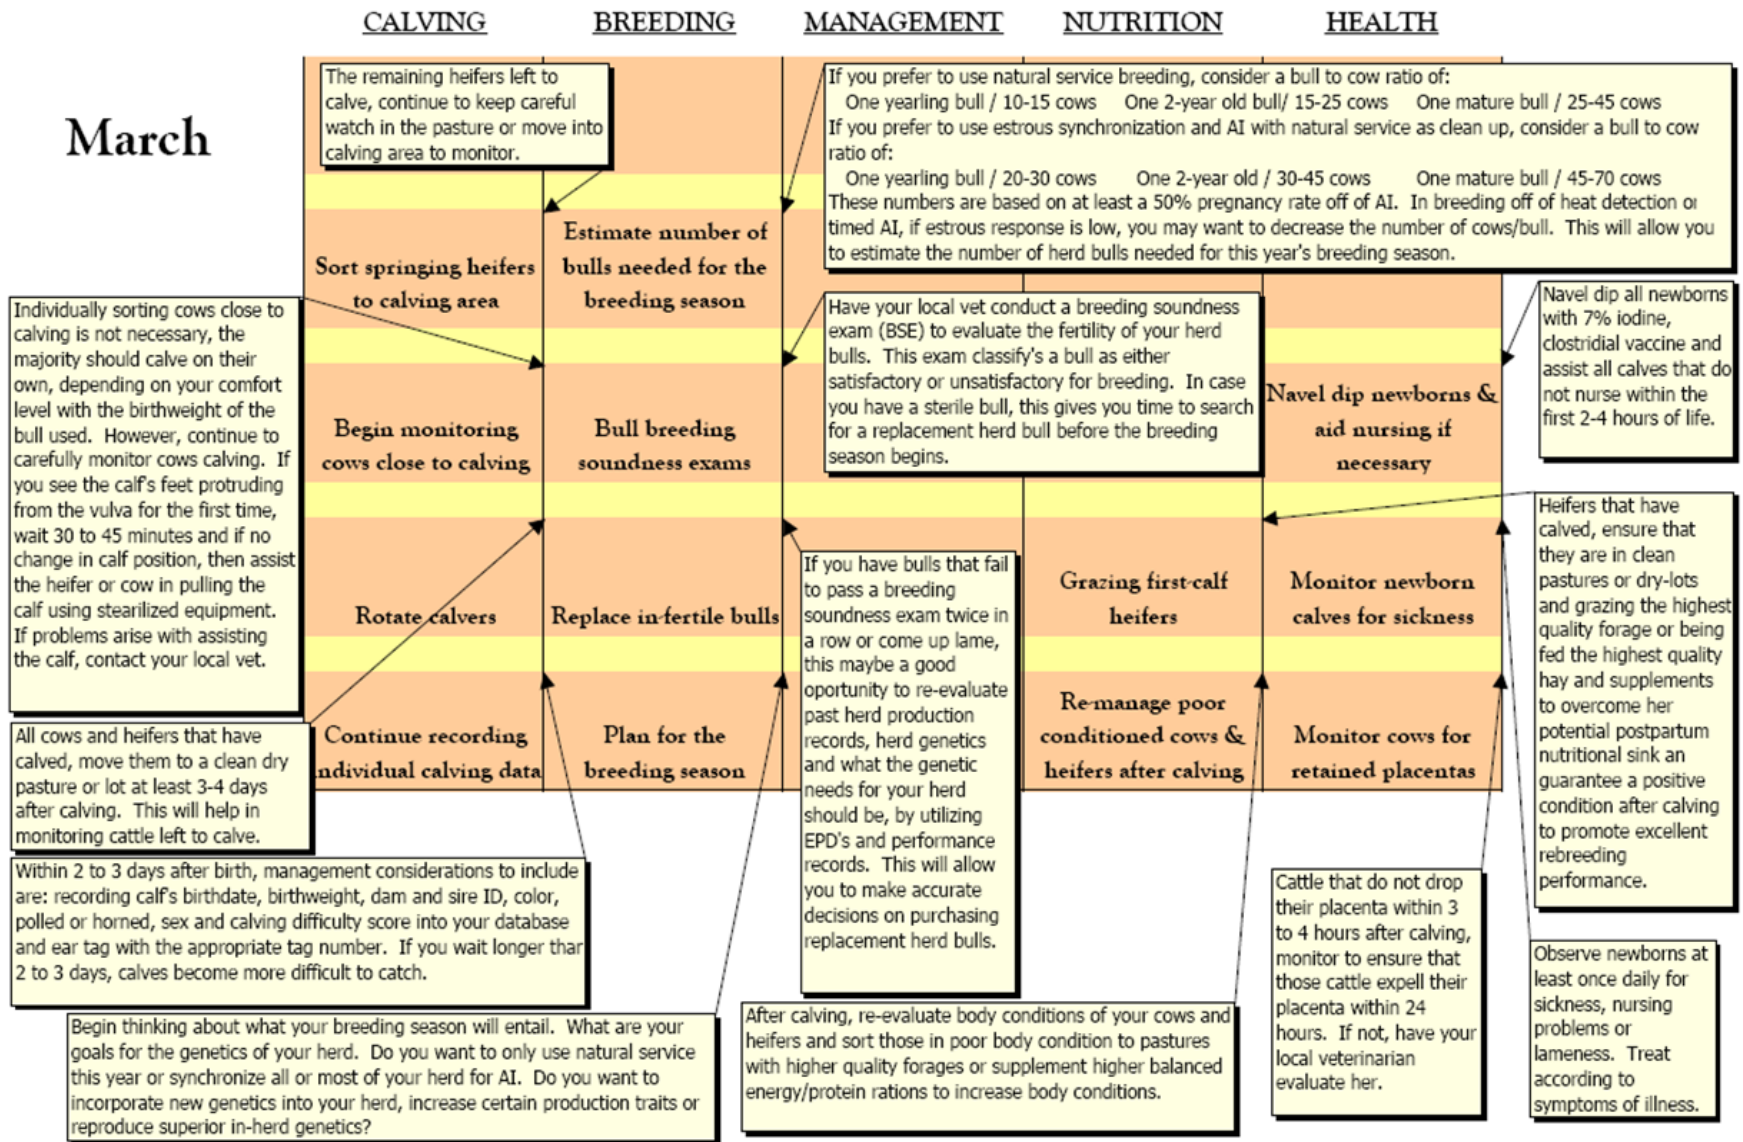 CALVING
BREEDING
MANAGEMENT
NUTRITION
HEALTH
March
The remaining heifers left to
calve, continue to keep careful
watch in the pasture or move into
calving area to monitor.
If you prefer to use natural service breeding, consider a bull to cow ratio of:
One yearling bull / 10-15 cows One 2-year old bull/ 15-25 cows One mature bull / 25-45 cows
If you prefer to use estrous synchronization and AI with natural service as clean up, consider a bull to cow
ratio of:
One yearling bull / 20-30 cows One 2-year old / 30-45 cows One mature bull / 45-70 cows
These numbers are based on at least a 50% pregnancy rate off of AI. In breeding off of heat detection or
timed AI, if estrous response is low, you may want to decrease the number of cows/bull. This will allow you
to estimate the number of herd bulls needed for this year's breeding season.
Sort springing heifers
to calving area
Estimate number of
bulls needed for the
breeding season
Individually sorting cows close to
calving is not necessary, the
majority should calve on their
own, depending on your comfort
level with the birthweight of the
bull used. However, continue to
carefully monitor cows calving. If
you see the calf's feet protruding
from the vulva for the first time,
wait 30 to 45 minutes and if no
change in calf position, then assist
the heifer or cow in pulling the
calf using stearilized equipment.
If problems arise with assisting
the calf, contact your local vet.
Have your local vet conduct a breeding soundness
exam (BSE) to evaluate the fertility of your herd
bulls. This exam classify's a bull as either
satisfactory or unsatisfactory for breeding. In case
you have a sterile bull, this gives you time to search
for a replacement herd bull before the breeding
season begins.
Navel dip all newborns
with 7% iodine,
clostridial vaccine and
assist all calves that do
not nurse within the
first 2-4 hours of life.
Begin monitoring
cows close to calving
Bull breeding
soundness exams
Navel dip newborns &
aid nursing if
necessary
Heifers that have
calved, ensure that
they are in clean
pastures or dry-lots
and grazing the highest
quality forage or being
fed the highest quality
hay and supplements
to overcome her
potential postpartum
nutritional sink an
guarantee a positive
condition after calving
to promote excellent
rebreeding
performance.
If you have bulls that fail
to pass a breeding
soundness exam twice in
a row or come up lame,
this maybe a good
oportunity to re-evaluate
past herd production
records, herd genetics
and what the genetic
needs for your herd
should be, by utilizing
EPD's and performance
records. This will allow
you to make accurate
decisions on purchasing
replacement herd bulls.
Rotate calvers
Replace in-fertile bulls
Grazing first-calf
heifers
Monitor newborn
calves for sickness
All cows and heifers that have
calved, move them to a clean dry
pasture or lot at least 3-4 days
after calving. This will help in
monitoring cattle left to calve.
Continue recording
individual calving data
Plan for the
breeding season
Re-manage poor
conditioned cows &
heifers after calving
Monitor cows for
retained placentas
Within 2 to 3 days after birth, management considerations to include
are: recording calf's birthdate, birthweight, dam and sire ID, color,
polled or horned, sex and calving difficulty score into your database
and ear tag with the appropriate tag number. If you wait longer than
2 to 3 days, calves become more difficult to catch.
Cattle that do not drop
their placenta within 3
to 4 hours after calving,
monitor to ensure that
those cattle expell their
placenta within 24
hours. If not, have your
local veterinarian
evaluate her.
Observe newborns at
least once daily for
sickness, nursing
problems or
lameness. Treat
according to
symptoms of illness.
Begin thinking about what your breeding season will entail. What are your
goals for the genetics of your herd. Do you want to only use natural service
this year or synchronize all or most of your herd for AI. Do you want to
incorporate new genetics into your herd, increase certain production traits or
reproduce superior in-herd genetics?
After calving, re-evaluate body conditions of your cows and
heifers and sort those in poor body condition to pastures
with higher quality forages or supplement higher balanced
energy/protein rations to increase body conditions.